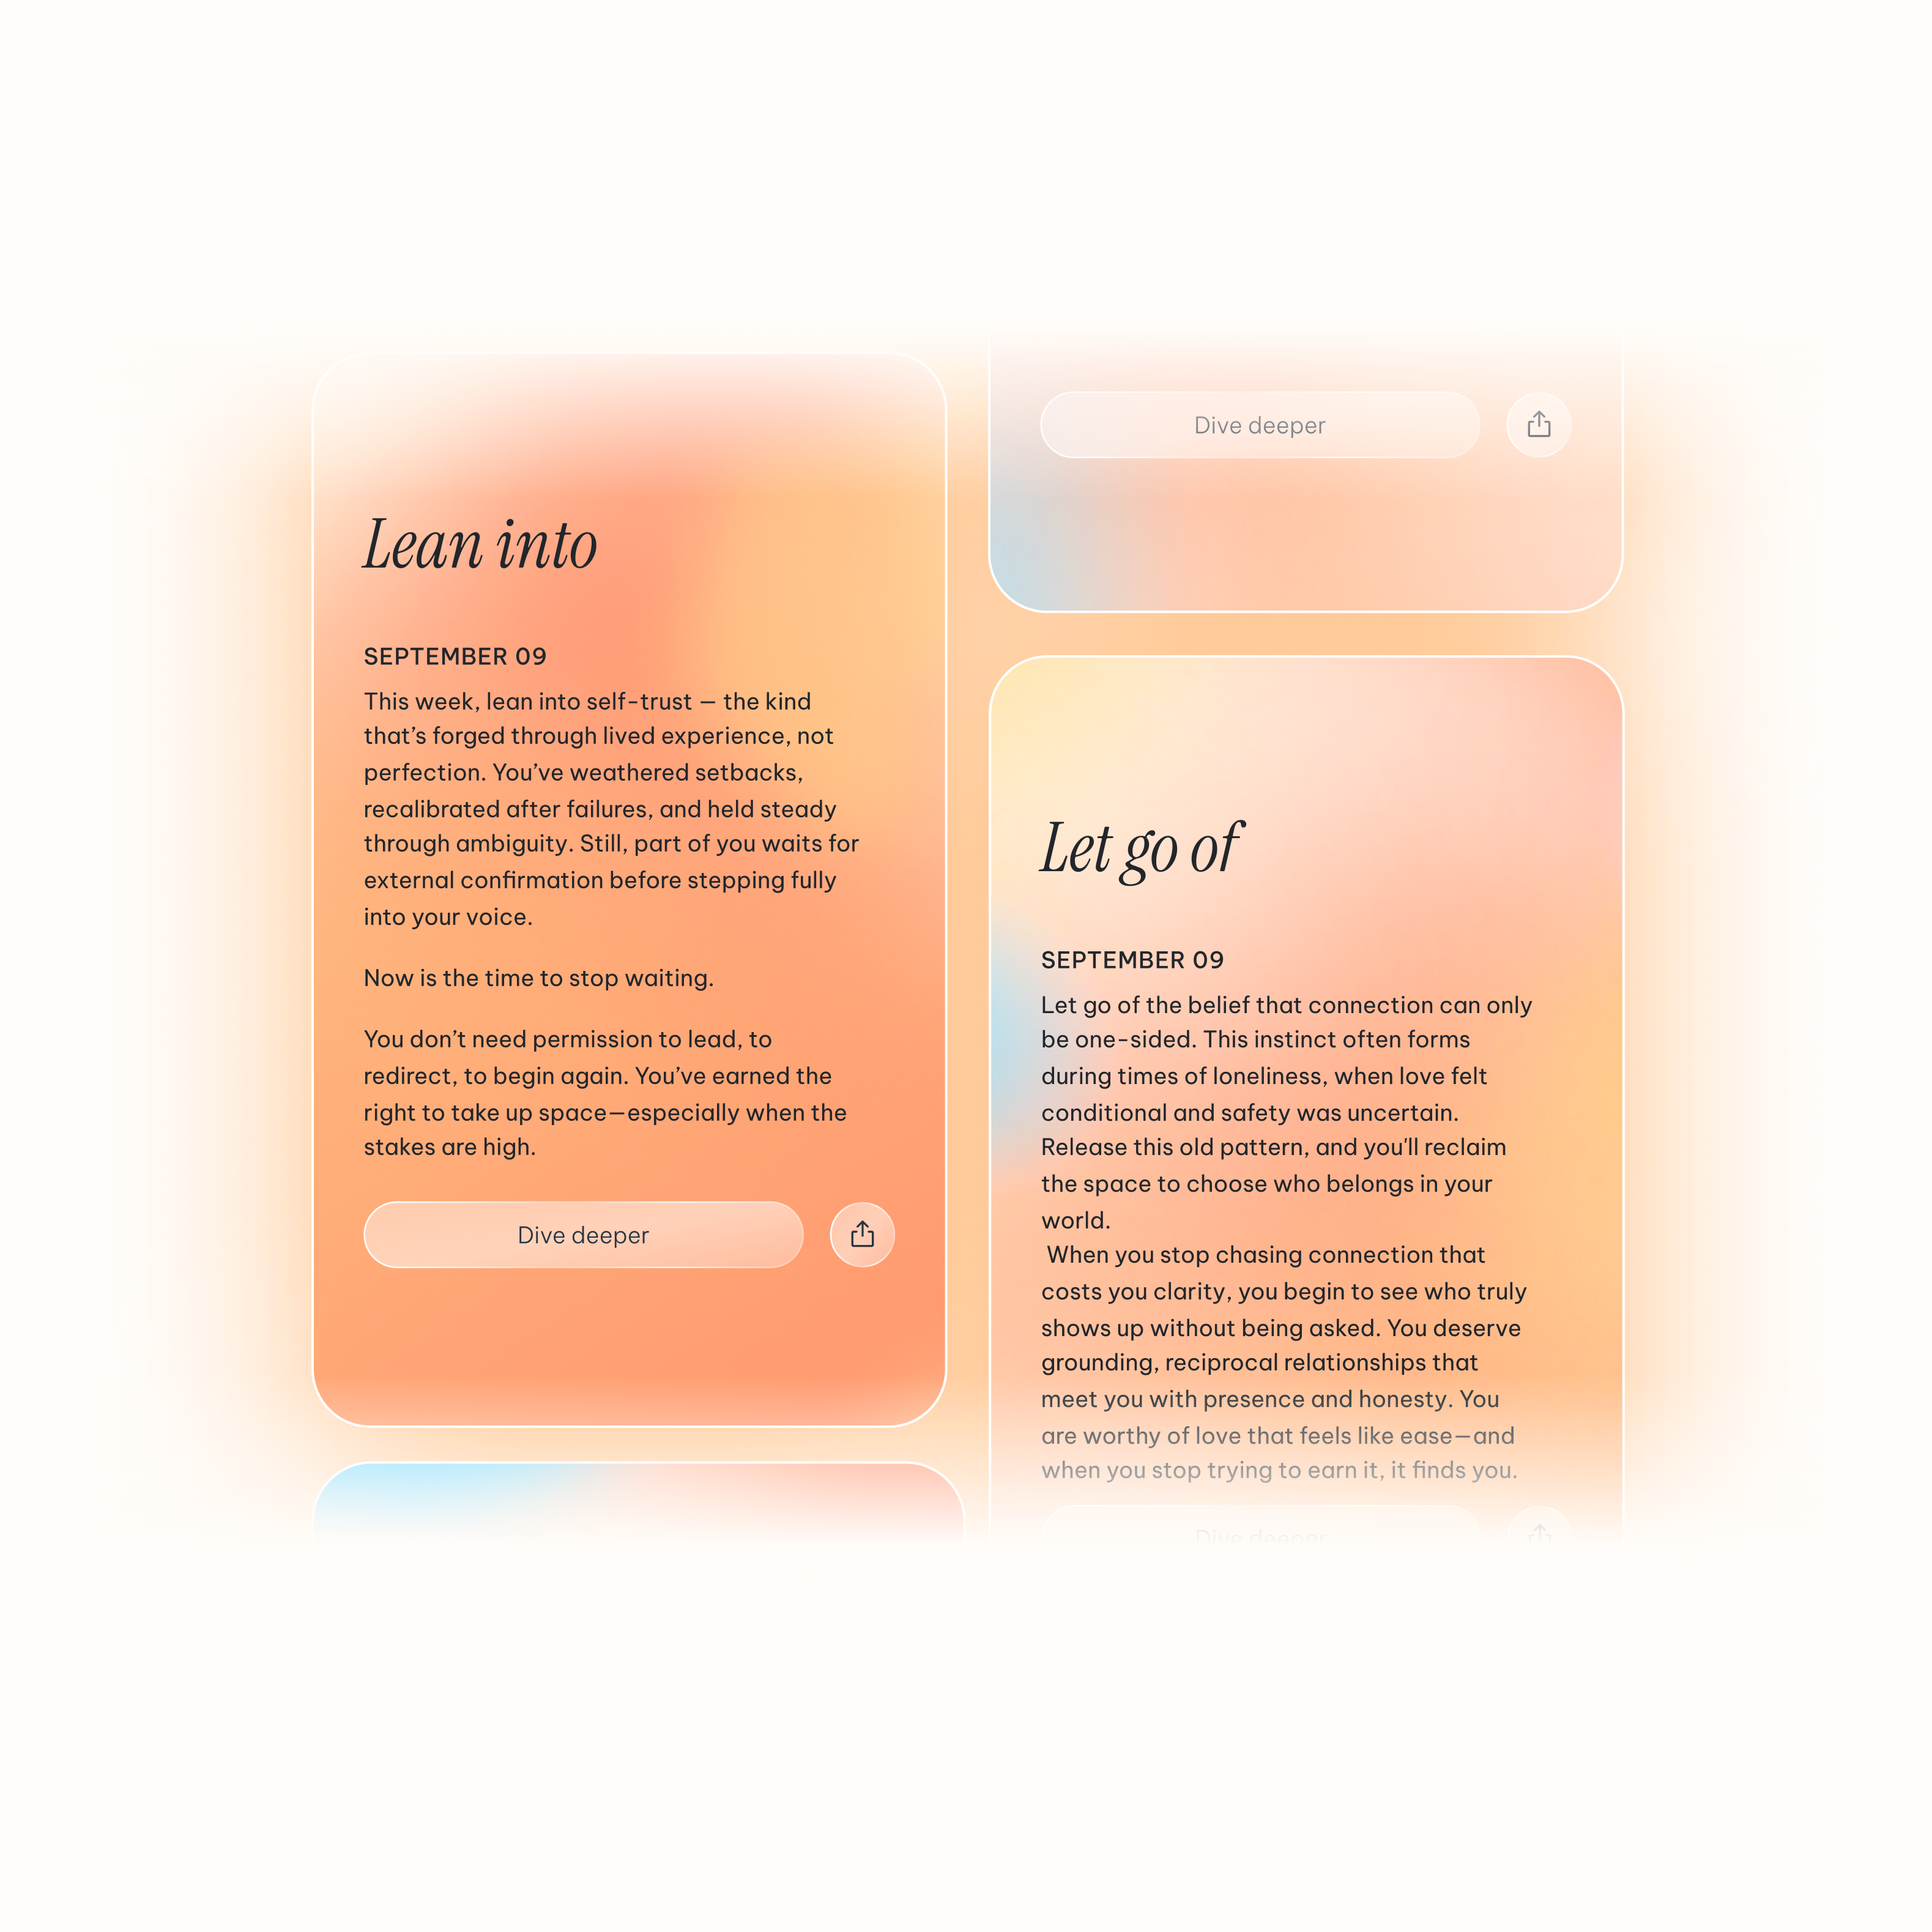 Lean into
SEPTEMBER 09
This week, lean into self-trust — the kind
that’s forged through lived experience, not
perfection. You’ve weathered setbacks,
recalibrated after failures, and held steady
through ambiguity. Still, part of you waits for
external confirmation before stepping fully
into your voice.
Now is the time to stop waiting.
You don’t need permission to lead, to
redirect, to begin again. You’ve earned the
right to take up space—especially when the
stakes are high.
Dive deeper
Dive deeper
Let go of
SEPTEMBER 09
Let go of the belief that connection can only
be one-sided. This instinct often forms
during times of loneliness, when love felt
conditional and safety was uncertain.
Release this old pattern, and you'll reclaim
the space to choose who belongs in your
world.
When you stop chasing connection that
costs you clarity, you begin to see who truly
shows up without being asked. You deserve
grounding, reciprocal relationships that
meet you with presence and honesty. You
are worthy of love that feels like ease—and
when you stop trying to earn it, it finds you.
Dive deeper